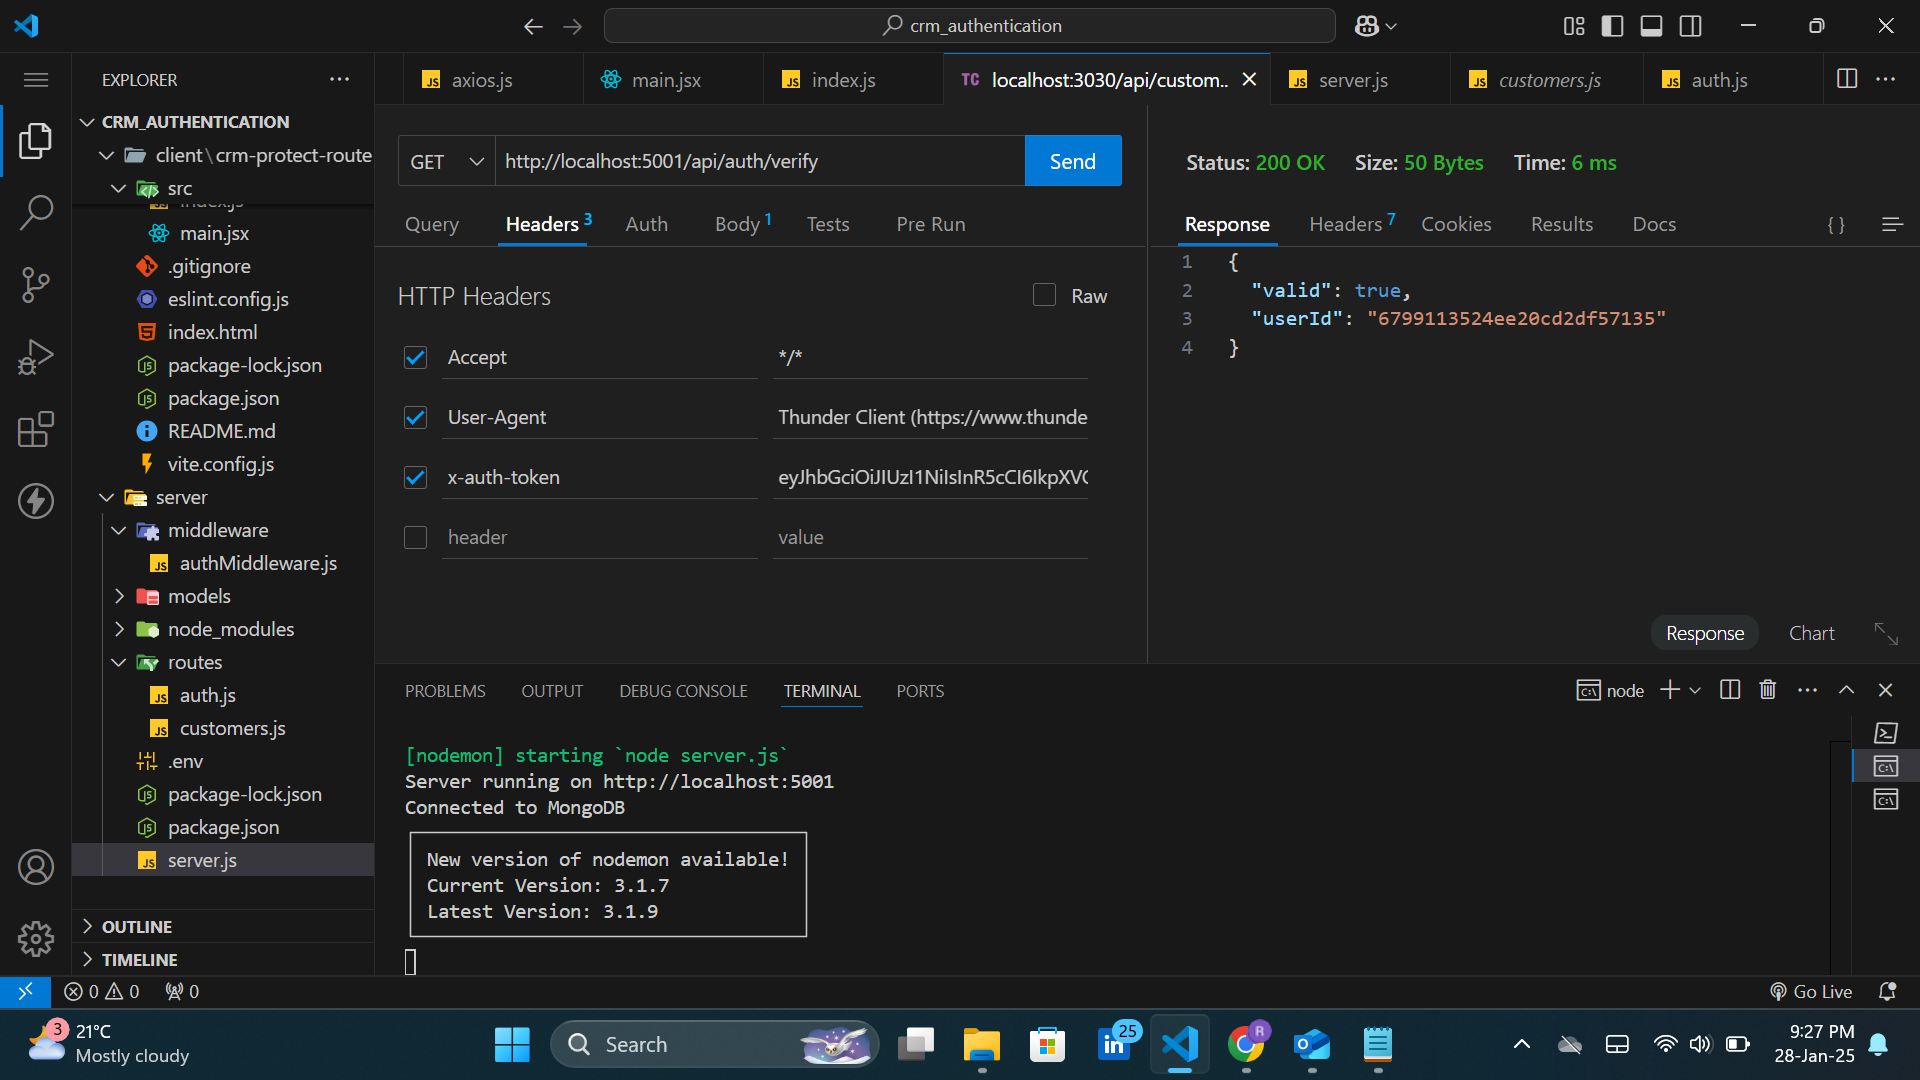 crm_authentication
EXPLORER
axios.js
main.jsx
index.js
TC localhost:3030/api/custom..
server.js
customers.js
auth.js
CRM_AUTHENTICATION
client\crm-protect-route
src
index.js
main.jsx
.gitignore
eslint.config.js
index.html
package-lock.json
package.json
README.md
vite.config.js
server
middleware
authMiddleware.js
models
node_modules
routes
auth.js
customers.js
.env
package-lock.json
package.json
server.js
OUTLINE
TIMELINE
GET
http://localhost:5001/api/auth/verify
Send
Query
Headers 3
Auth
Body 1
Tests
Pre Run
HTTP Headers
Raw
Accept */*
User-Agent Thunder Client (https://www.thunde
x-auth-token eyJhbGciOiJIUzI1NiIsInR5cCI6IkpXVC
header value
Status: 200 OK Size: 50 Bytes Time: 6 ms
Response
Headers 7
Cookies
Results
Docs
{ }
1 {
2 "valid": true,
3 "userId": "6799113524ee20cd2df57135"
4 }
Response
Chart
PROBLEMS
OUTPUT
DEBUG CONSOLE
TERMINAL
PORTS
node
[nodemon] starting `node server.js`
Server running on http://localhost:5001
Connected to MongoDB
New version of nodemon available!
Current Version: 3.1.7
Latest Version: 3.1.9
0 0 0
Go Live
3
21°C
Mostly cloudy
Search
25
R
9:27 PM
28-Jan-25